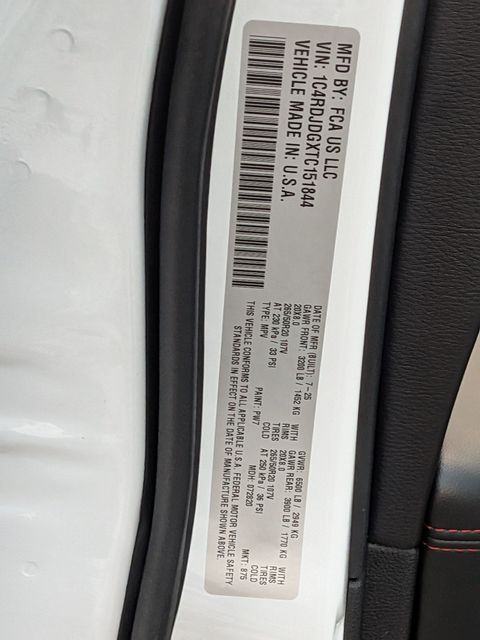 MFD BY: FCA US LLC
VIN: 1C4RDJDGXTC151844
VEHICLE MADE IN: U.S.A.
DATE OF MFR (BUILT): 7-25 GVWR: 6500 LB / 2949 KG
GAWR FRONT: 3200 LB / 1452 KG WITH GAWR REAR: 3900 LB / 1770 KG WITH
20X8.0 RIMS 20X8.0 RIMS
265/50R20 107V TIRES 265/50R20 107V TIRES
AT 230 kPa / 33 PSI COLD AT 250 kPa / 36 PSI COLD
TYPE: MPV PAINT: PW7 MDH: 072820 MKT: 875
THIS VEHICLE CONFORMS TO ALL APPLICABLE U.S.A. FEDERAL MOTOR VEHICLE SAFETY
STANDARDS IN EFFECT ON THE DATE OF MANUFACTURE SHOWN ABOVE.